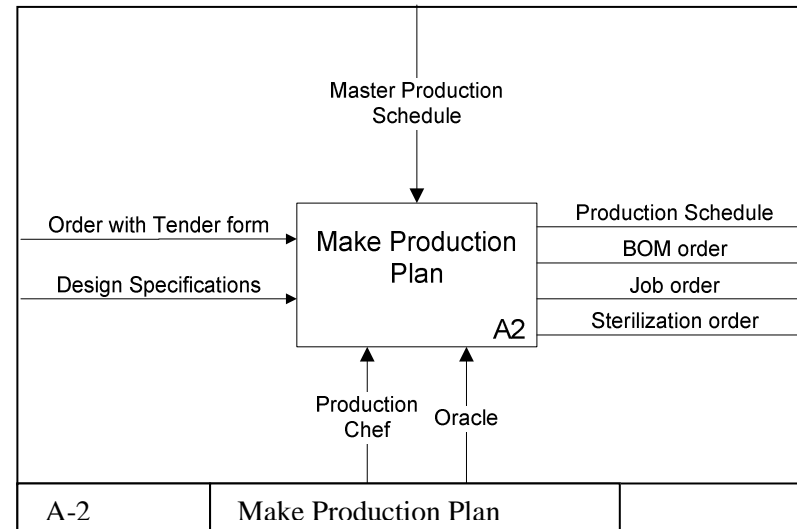 Master Production
Schedule
Order with Tender form
Design Specifications
Make Production
Plan
A2
Production Schedule
BOM order
Job order
Sterilization order
Production
Chef
Oracle
A-2
Make Production Plan